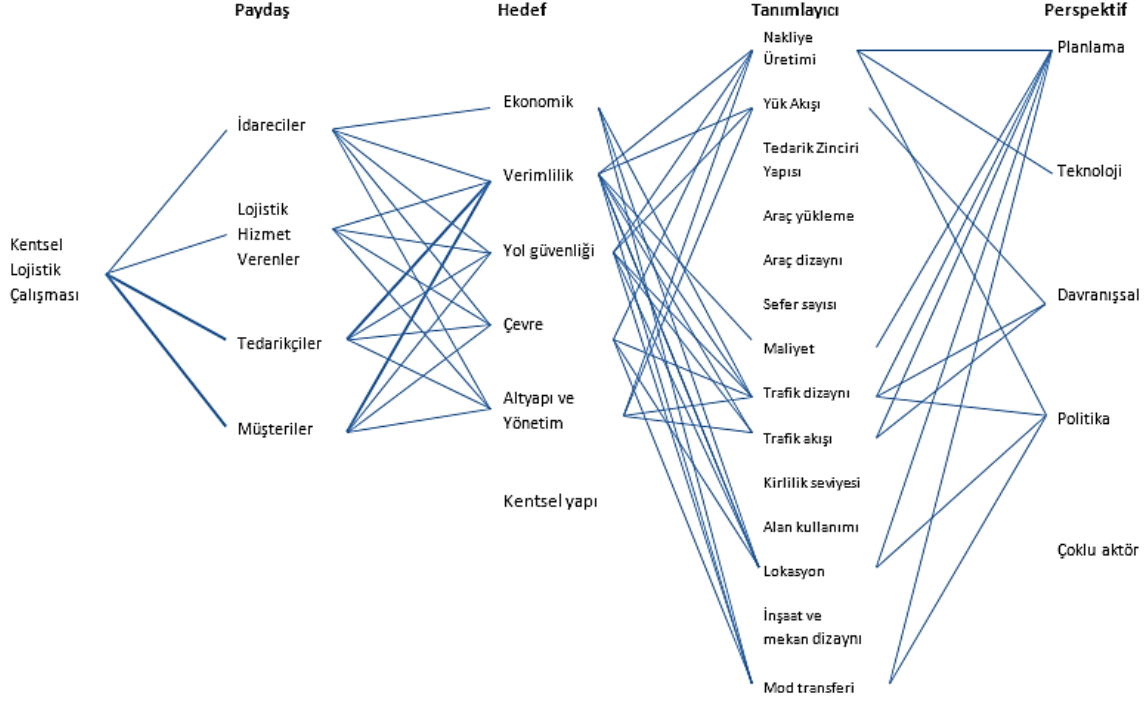 Paydaş
Hedef
Tanımlayıcı
Perspektif
Kentsel
Lojistik
Çalışması
İdareciler
Lojistik
Hizmet
Verenler
Tedarikçiler
Müşteriler
Ekonomik
Verimlilik
Yol güvenliği
Çevre
Altyapı ve
Yönetim
Kentsel yapı
Nakliye
Üretimi
Yük Akışı
Tedarik Zinciri
Yapısı
Araç yükleme
Araç dizaynı
Sefer sayısı
Maliyet
Trafik dizaynı
Trafik akışı
Kirlilik seviyesi
Alan kullanımı
Lokasyon
İnşaat ve
mekan dizaynı
Mod transferi
Planlama
Teknoloji
Davranışsal
Politika
Çoklu aktör